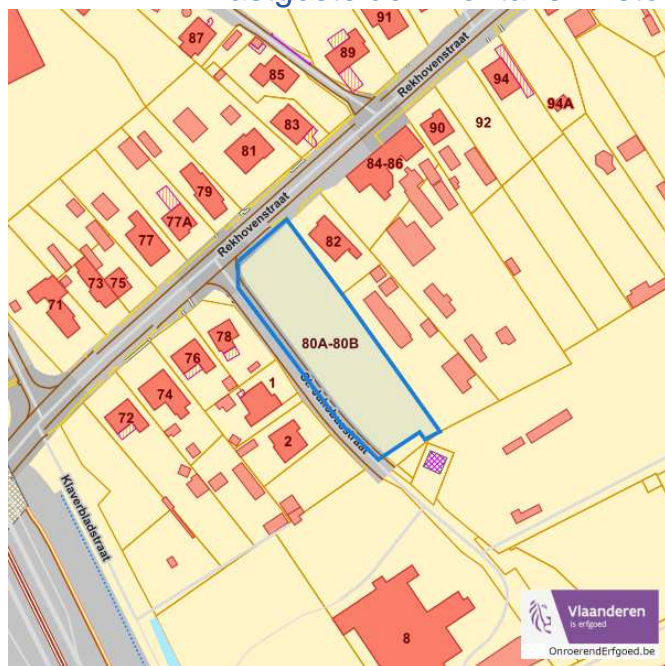 87
89
91
Rekhovenstraat
85
94
94A
83
92
90
81
84-86
79
77A
Rekhovenstraat
77
82
73
75
71
80A-80B
78
76
1
74
72
2
Klaverbladstraat
8
Vlaanderen
is erfgoed
OnroerendErfgoed.be